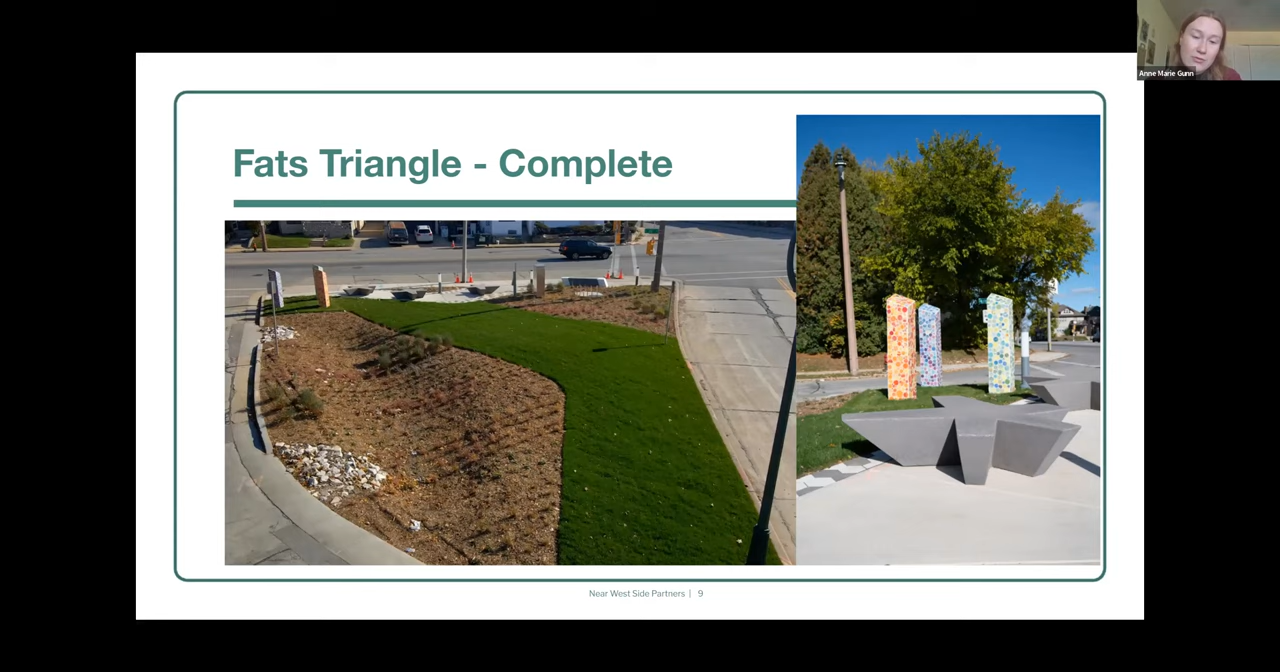 Anne Marie Gunn
Fats Triangle - Complete
Near West Side Partners | 9